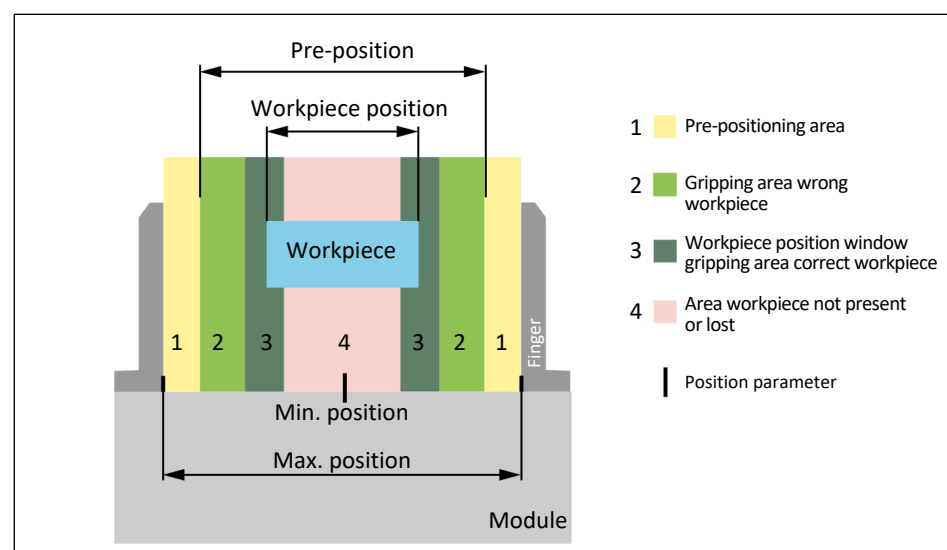 Pre-position
Workpiece position
Workpiece
1 2 3 4 3 2 1
Finger
Min. position
Max. position
Module
1 Pre-positioning area
2 Gripping area wrong
workpiece
3 Workpiece position window
gripping area correct workpiece
4 Area workpiece not present
or lost
Position parameter